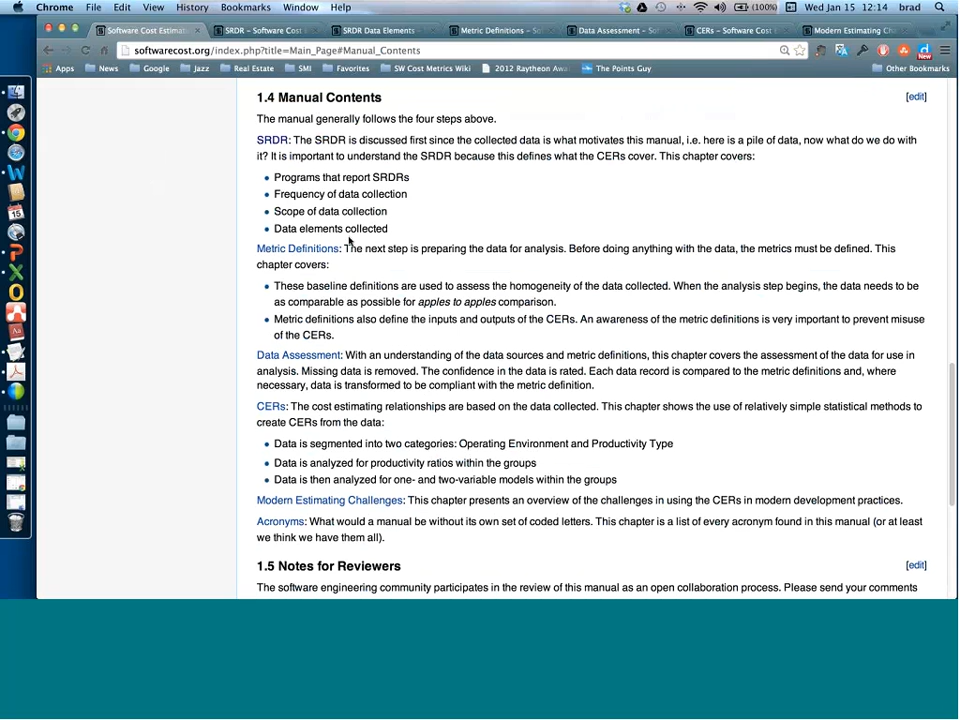 Chrome File Edit View History Bookmarks Window Help (100%) Wed Jan 15 12:14 brad
Software Cost Estimat SRDR – Software Cost SRDR Data Elements Metric Definitions – So Data Assessment – Sof CERs – Software Cost Modern Estimating Ch
softwarecost.org/index.php?title=Main_Page#Manual_Contents
Apps News Google Jazz Real Estate SMI Favorites SW Cost Metrics Wiki 2012 Raytheon Awa The Points Guy Other Bookmarks
1.4 Manual Contents [edit]
The manual generally follows the four steps above.
SRDR: The SRDR is discussed first since the collected data is what motivates this manual, i.e. here is a pile of data, now what do we do with
it? It is important to understand the SRDR because this defines what the CERs cover. This chapter covers:
• Programs that report SRDRs
• Frequency of data collection
• Scope of data collection
• Data elements collected
Metric Definitions: The next step is preparing the data for analysis. Before doing anything with the data, the metrics must be defined. This
chapter covers:
• These baseline definitions are used to assess the homogeneity of the data collected. When the analysis step begins, the data needs to be
as comparable as possible for apples to apples comparison.
• Metric definitions also define the inputs and outputs of the CERs. An awareness of the metric definitions is very important to prevent misuse
of the CERs.
Data Assessment: With an understanding of the data sources and metric definitions, this chapter covers the assessment of the data for use in
analysis. Missing data is removed. The confidence in the data is rated. Each data record is compared to the metric definitions and, where
necessary, data is transformed to be compliant with the metric definition.
CERs: The cost estimating relationships are based on the data collected. This chapter shows the use of relatively simple statistical methods to
create CERs from the data:
• Data is segmented into two categories: Operating Environment and Productivity Type
• Data is analyzed for productivity ratios within the groups
• Data is then analyzed for one- and two-variable models within the groups
Modern Estimating Challenges: This chapter presents an overview of the challenges in using the CERs in modern development practices.
Acronyms: What would a manual be without its own set of coded letters. This chapter is a list of every acronym found in this manual (or at least
we think we have them all).
1.5 Notes for Reviewers [edit]
The software engineering community participates in the review of this manual as an open collaboration process. Please send your comments